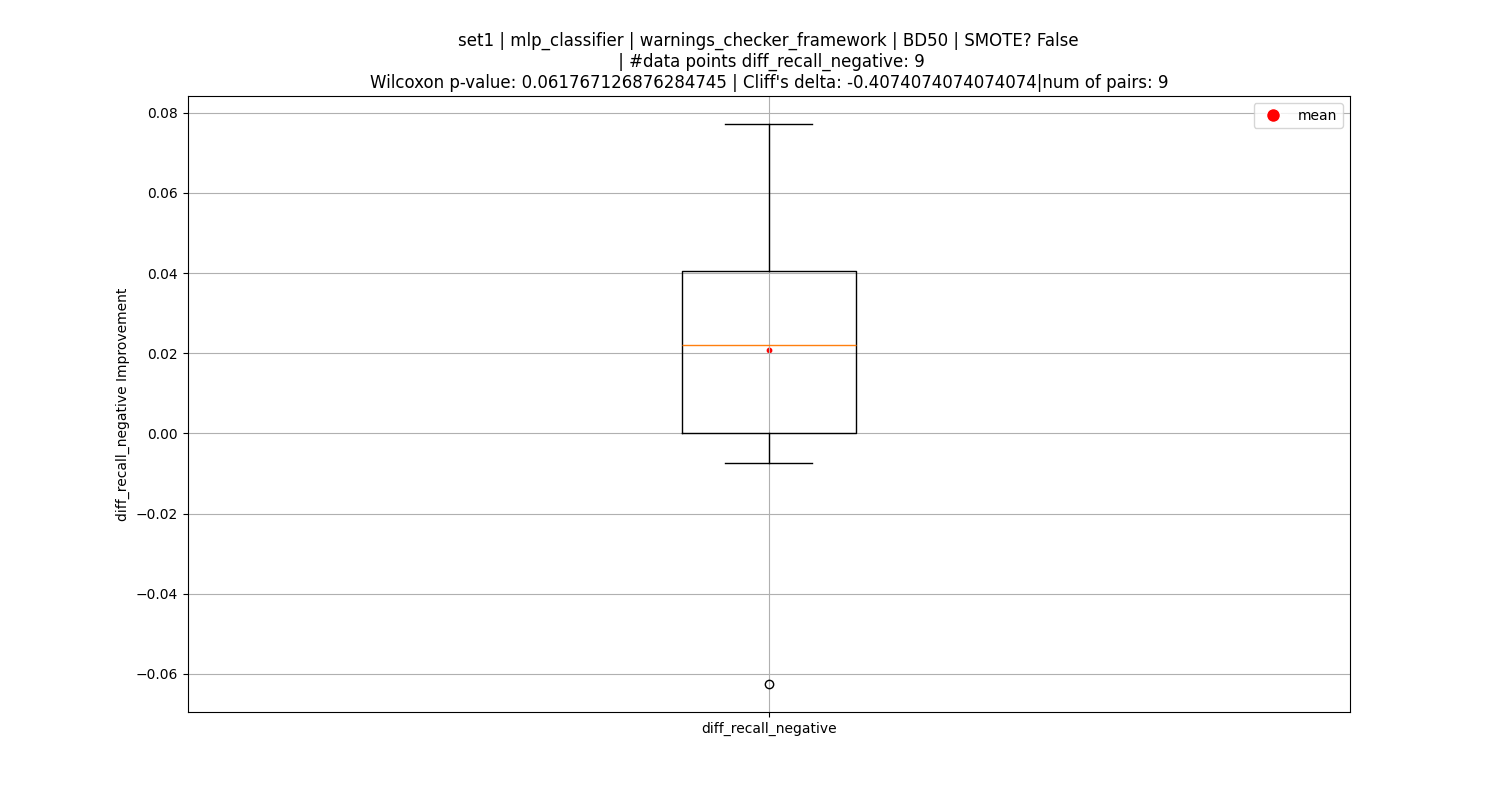 set1 | mlp_classifier | warnings_checker_framework | BD50 | SMOTE? False
| #data points diff_recall_negative: 9
Wilcoxon p-value: 0.061767126876284745 | Cliff's delta: -0.4074074074074074|num of pairs: 9
mean
0.08
0.06
0.04
0.02
0.00
−0.02
−0.04
−0.06
diff_recall_negative Improvement
diff_recall_negative